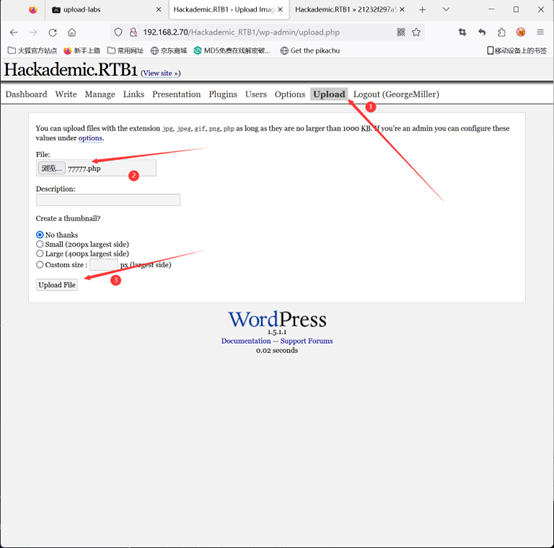 upload-labs
Hackademic.RTB1 › Upload Imag
Hackademic.RTB1 » 21232f297a5
192.168.2.70/Hackademic_RTB1/wp-admin/upload.php
火狐官方站点
新手上路
常用网址
京东商城
MD5免费在线解密破...
Get the pikachu
移动设备上的书签
Hackademic.RTB1 (View site »)
Dashboard Write Manage Links Presentation Plugins Users Options Upload Logout (GeorgeMiller)
1
You can upload files with the extension jpg, jpeg, gif, png, php as long as they are no larger than 1000 KB. If you're an admin you can configure these
values under options.
File:
浏览... 77777.php
2
Description:
Create a thumbnail?
No thanks
Small (200px largest side)
Large (400px largest side)
Custom size : px (largest side)
3
Upload File
WordPress
1.5.1.1
Documentation — Support Forums
0.02 seconds